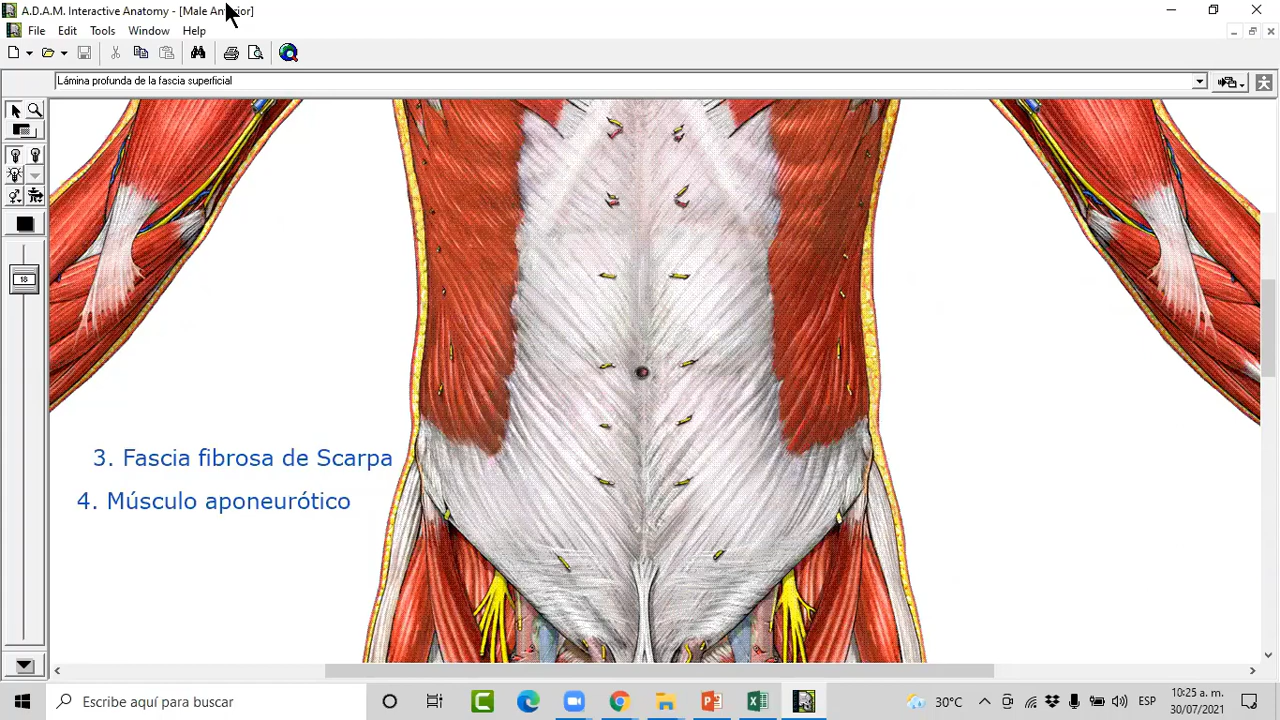 A.D.A.M. Interactive Anatomy - [Male Anterior]
File Edit Tools Window Help
Lámina profunda de la fascia superficial
18
3. Fascia fibrosa de Scarpa
4. Músculo aponeurótico
Escribe aquí para buscar
30°C
ESP
10:25 a. m.
30/07/2021